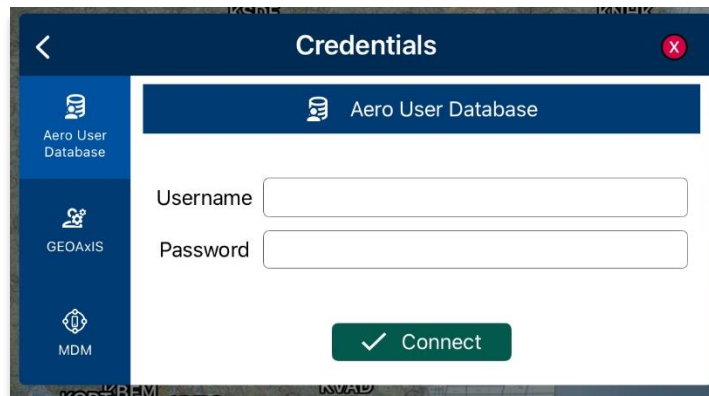 Credentials
X
Aero User
Database
GEOAxIS
MDM
Aero User Database
Username
Password
Connect
KVAD